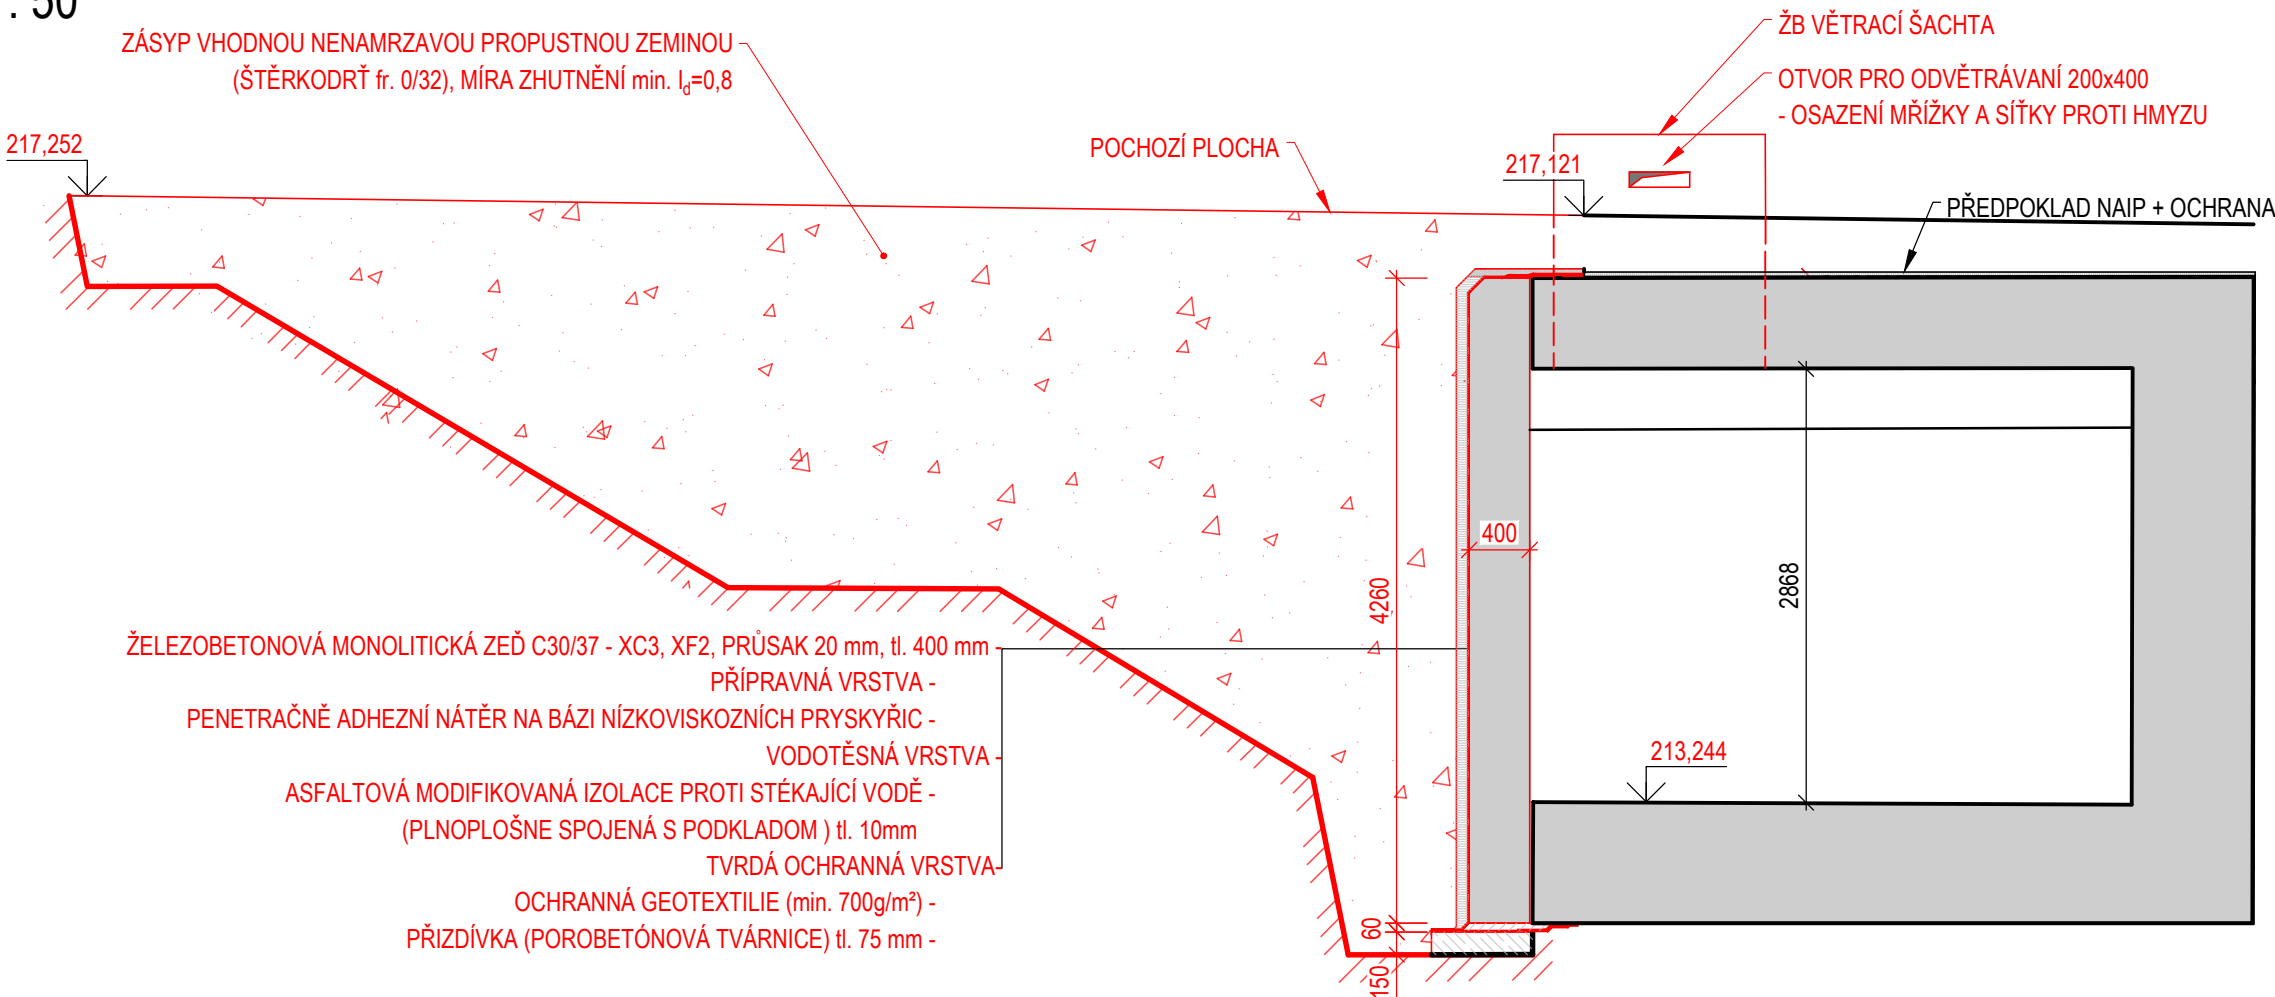 : 50
ZÁSYP VHODNOU NENAMRZAVOU PROPUSTNOU ZEMINOU
(ŠTĚRKODRŤ fr. 0/32), MÍRA ZHUTNĚNÍ min. Id=0,8
ŽB VĚTRACÍ ŠACHTA
OTVOR PRO ODVĚTRÁVANÍ 200x400
- OSAZENÍ MŘÍŽKY A SÍŤKY PROTI HMYZU
217,252
POCHOZÍ PLOCHA
217,121
PŘEDPOKLAD NAIP + OCHRANA
400
4260
2868
ŽELEZOBETONOVÁ MONOLITICKÁ ZEĎ C30/37 - XC3, XF2, PRŮSAK 20 mm, tl. 400 mm -
PŘÍPRAVNÁ VRSTVA -
PENETRAČNĚ ADHEZNÍ NÁTĚR NA BÁZI NÍZKOVISKOZNÍCH PRYSKYŘIC -
VODOTĚSNÁ VRSTVA -
213,244
ASFALTOVÁ MODIFIKOVANÁ IZOLACE PROTI STÉKAJÍCÍ VODĚ -
(PLNOPLOŠNE SPOJENÁ S PODKLADOM ) tl. 10mm
TVRDÁ OCHRANNÁ VRSTVA-
OCHRANNÁ GEOTEXTILIE (min. 700g/m²) -
PŘIZDÍVKA (POROBETÓNOVÁ TVÁRNICE) tl. 75 mm -
60
150